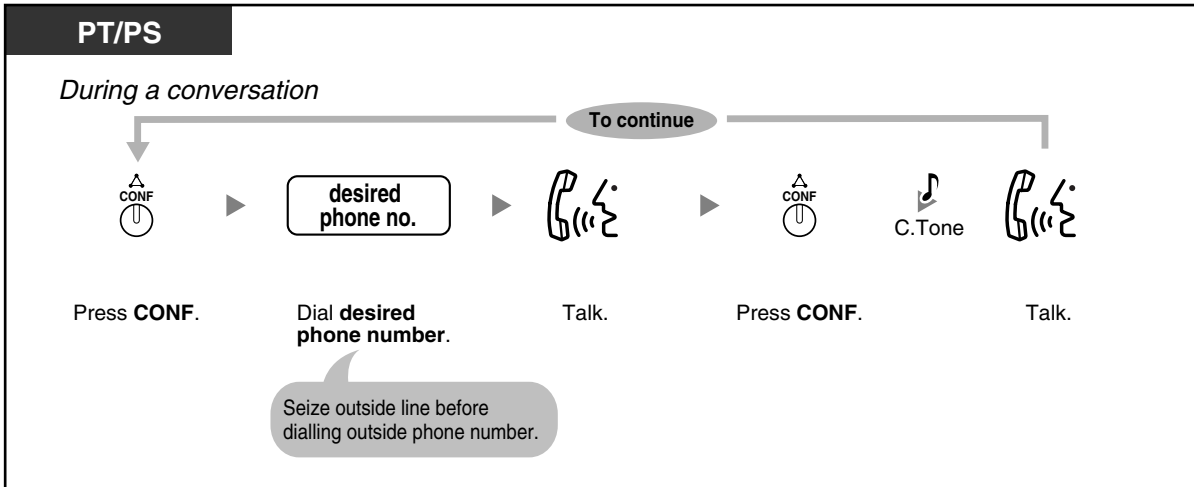 PT/PS
During a conversation
To continue
CONF
desired
phone no.
CONF
C.Tone
Press CONF.
Dial desired
phone number.
Talk.
Press CONF.
Talk.
Seize outside line before
dialling outside phone number.